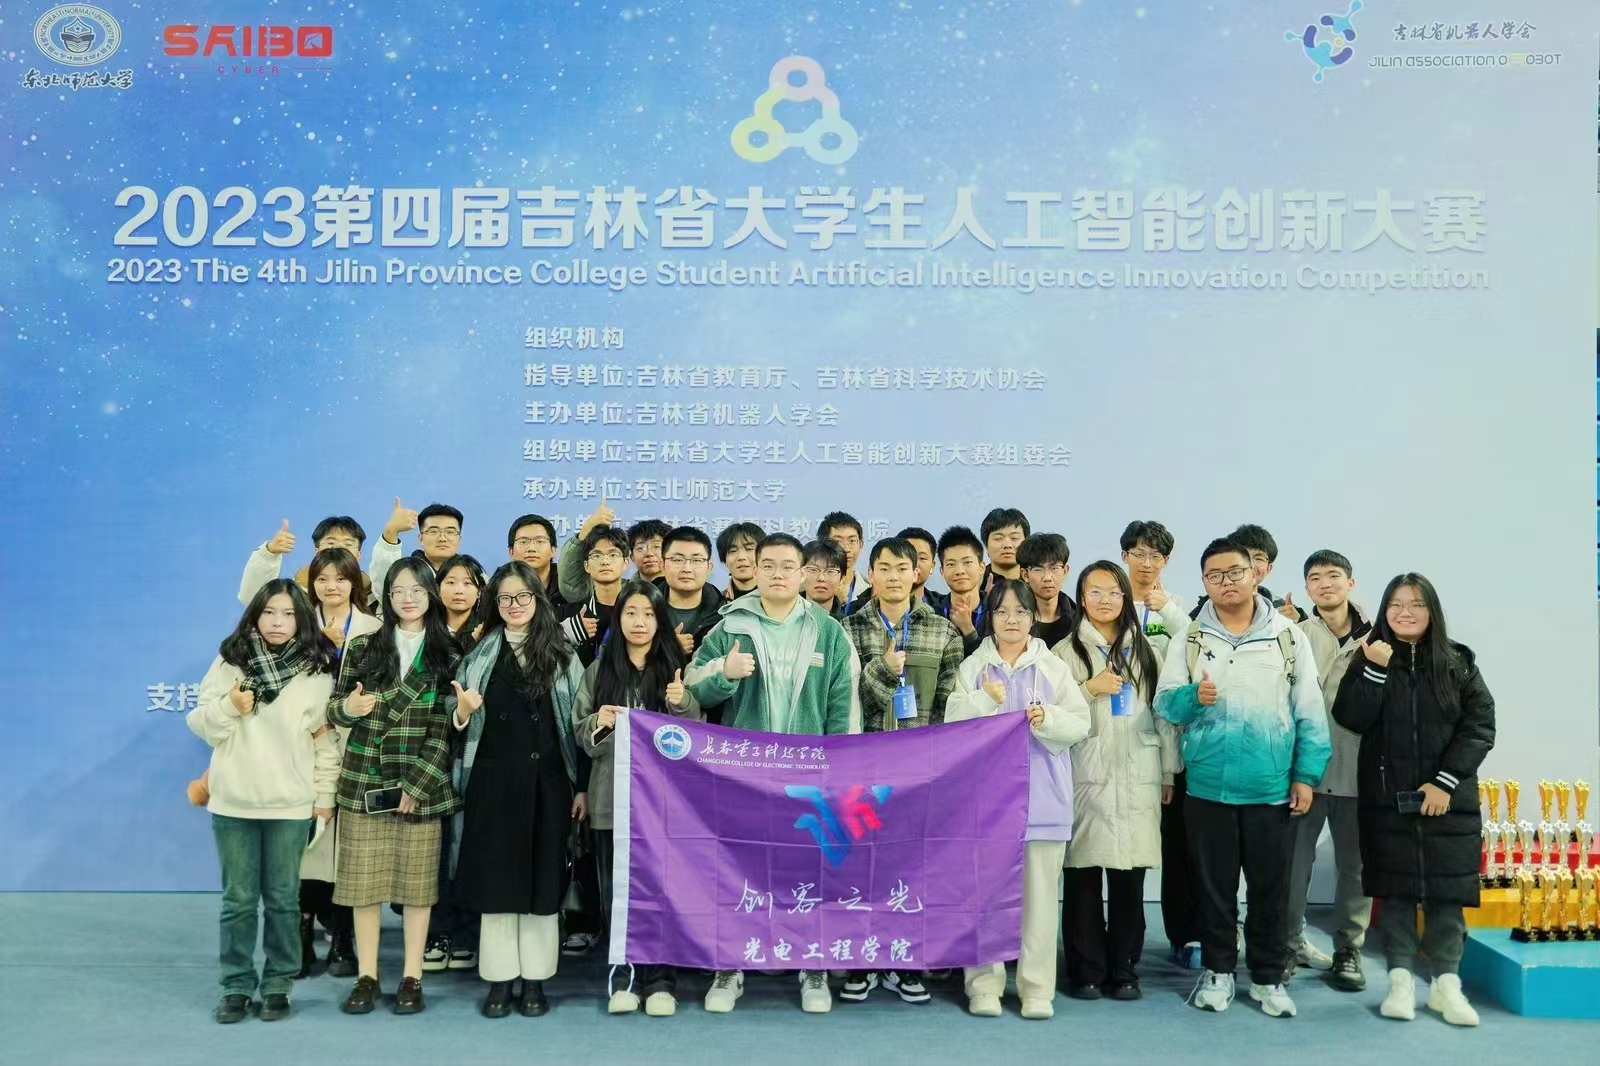 东北师范大学
SAIBO
CYBER
吉林省机器人学会
JILIN ASSOCIATION OF ROBOT
2023第四届吉林省大学生人工智能创新大赛
2023 The 4th Jilin Province College Student Artificial Intelligence Innovation Competition
组织机构
指导单位:吉林省教育厅、吉林省科学技术协会
主办单位:吉林省机器人学会
组织单位:吉林省大学生人工智能创新大赛组委会
承办单位:东北师范大学
支持
长春电子科技学院
CHANGCHUN COLLEGE OF ELECTRONIC TECHNOLOGY
创客之光
光电工程学院